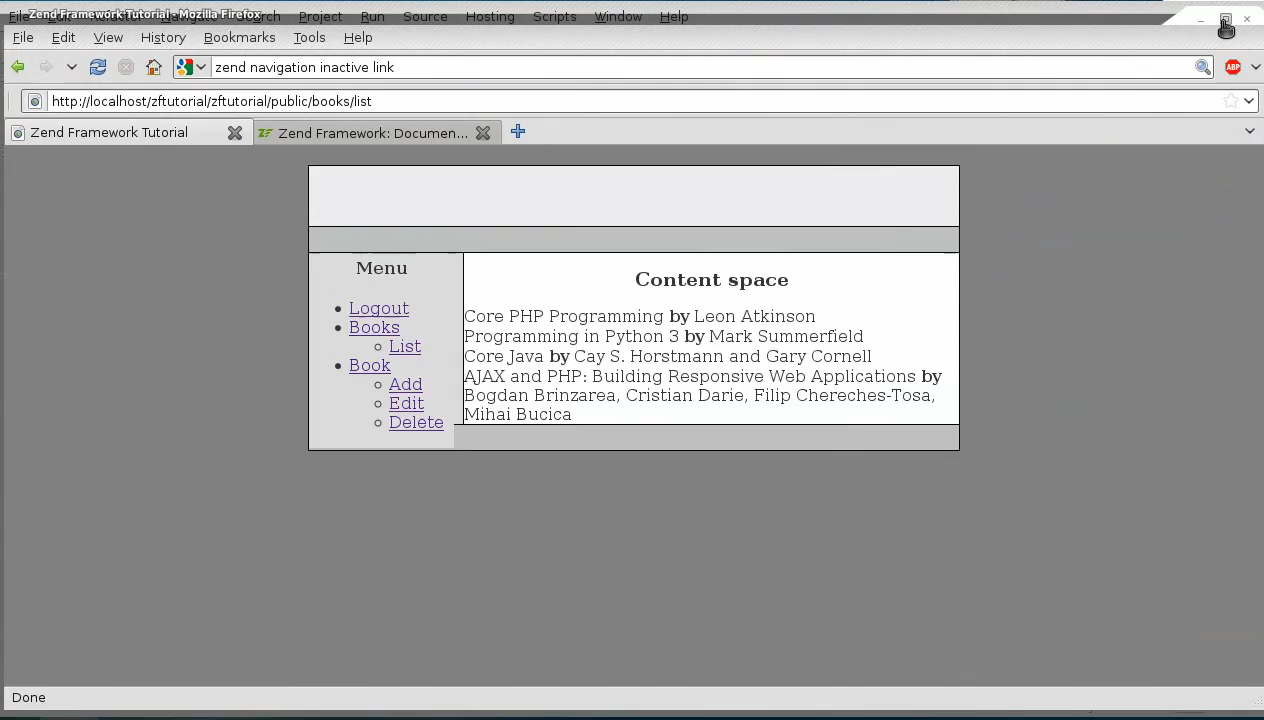 Zend Framework Tutorial - Mozilla Firefox
File Search Project Run Source Hosting Scripts Window Help
File Edit View History Bookmarks Tools Help
zend navigation inactive link
ABP
http://localhost/zftutorial/zftutorial/public/books/list
Zend Framework Tutorial
Zend Framework: Documen...
Menu
Logout
Books
List
Book
Add
Edit
Delete
Content space
Core PHP Programming by Leon Atkinson
Programming in Python 3 by Mark Summerfield
Core Java by Cay S. Horstmann and Gary Cornell
AJAX and PHP: Building Responsive Web Applications by
Bogdan Brinzarea, Cristian Darie, Filip Chereches-Tosa,
Mihai Bucica
Done